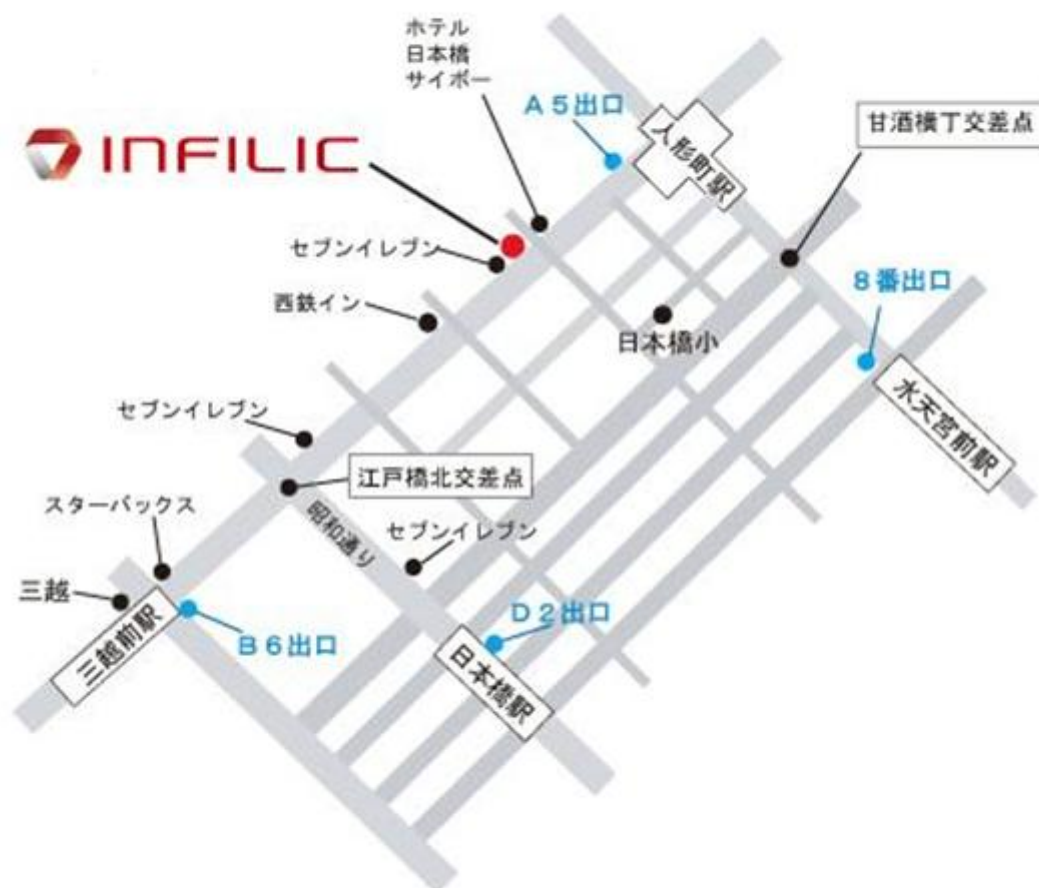 ホテル
日本橋
サイボー
A5出口
人形町駅
甘酒横丁交差点
INFILIC
セブンイレブン
8番出口
西鉄イン
日本橋小
水天宮前駅
セブンイレブン
江戸橋北交差点
スターバックス
昭和通り
セブンイレブン
三越
三越前駅
B6出口
D2出口
日本橋駅